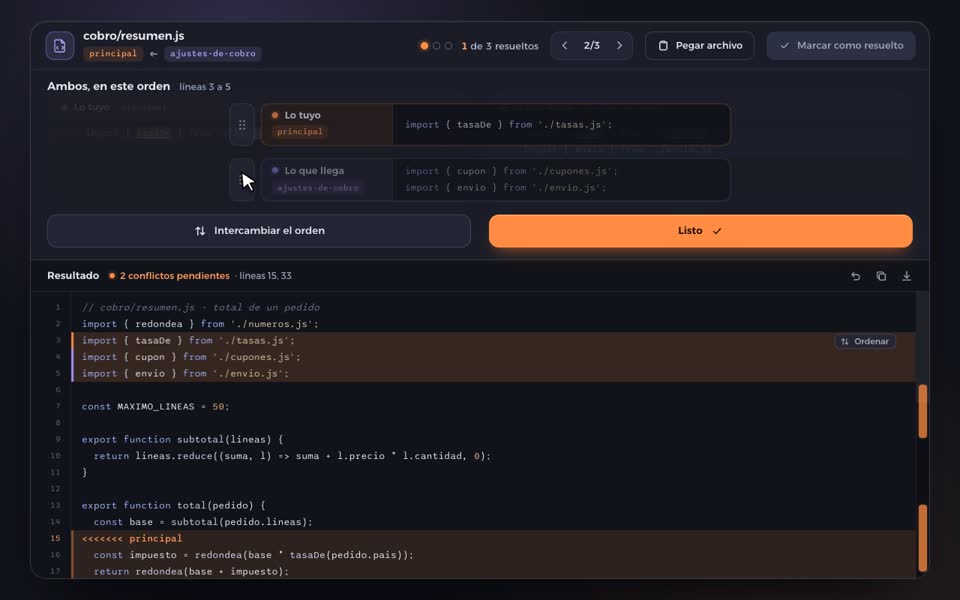 cobro/resumen.js
principal ← ajustes-de-cobro
1 de 3 resueltos
2/3
Pegar archivo
Marcar como resuelto
Ambos, en este orden · líneas 3 a 5
Lo tuyo
principal
import { tasaDe } from './tasas.js';
Lo que llega
ajustes-de-cobro
import { cupon } from './cupones.js';
import { envio } from './envio.js';
Intercambiar el orden
Listo
Resultado 2 conflictos pendientes · líneas 15, 33
1 // cobro/resumen.js · total de un pedido
2 import { redondea } from './numeros.js';
3 import { tasaDe } from './tasas.js';
Ordenar
4 import { cupon } from './cupones.js';
5 import { envio } from './envio.js';
6
7 const MAXIMO_LINEAS = 50;
8
9 export function subtotal(lineas) {
10 return lineas.reduce((suma, l) => suma + l.precio * l.cantidad, 0);
11 }
12
13 export function total(pedido) {
14 const base = subtotal(pedido.lineas);
15 <<<<<<< principal
16 const impuesto = redondea(base * tasaDe(pedido.pais));
17 return redondea(base + impuesto);